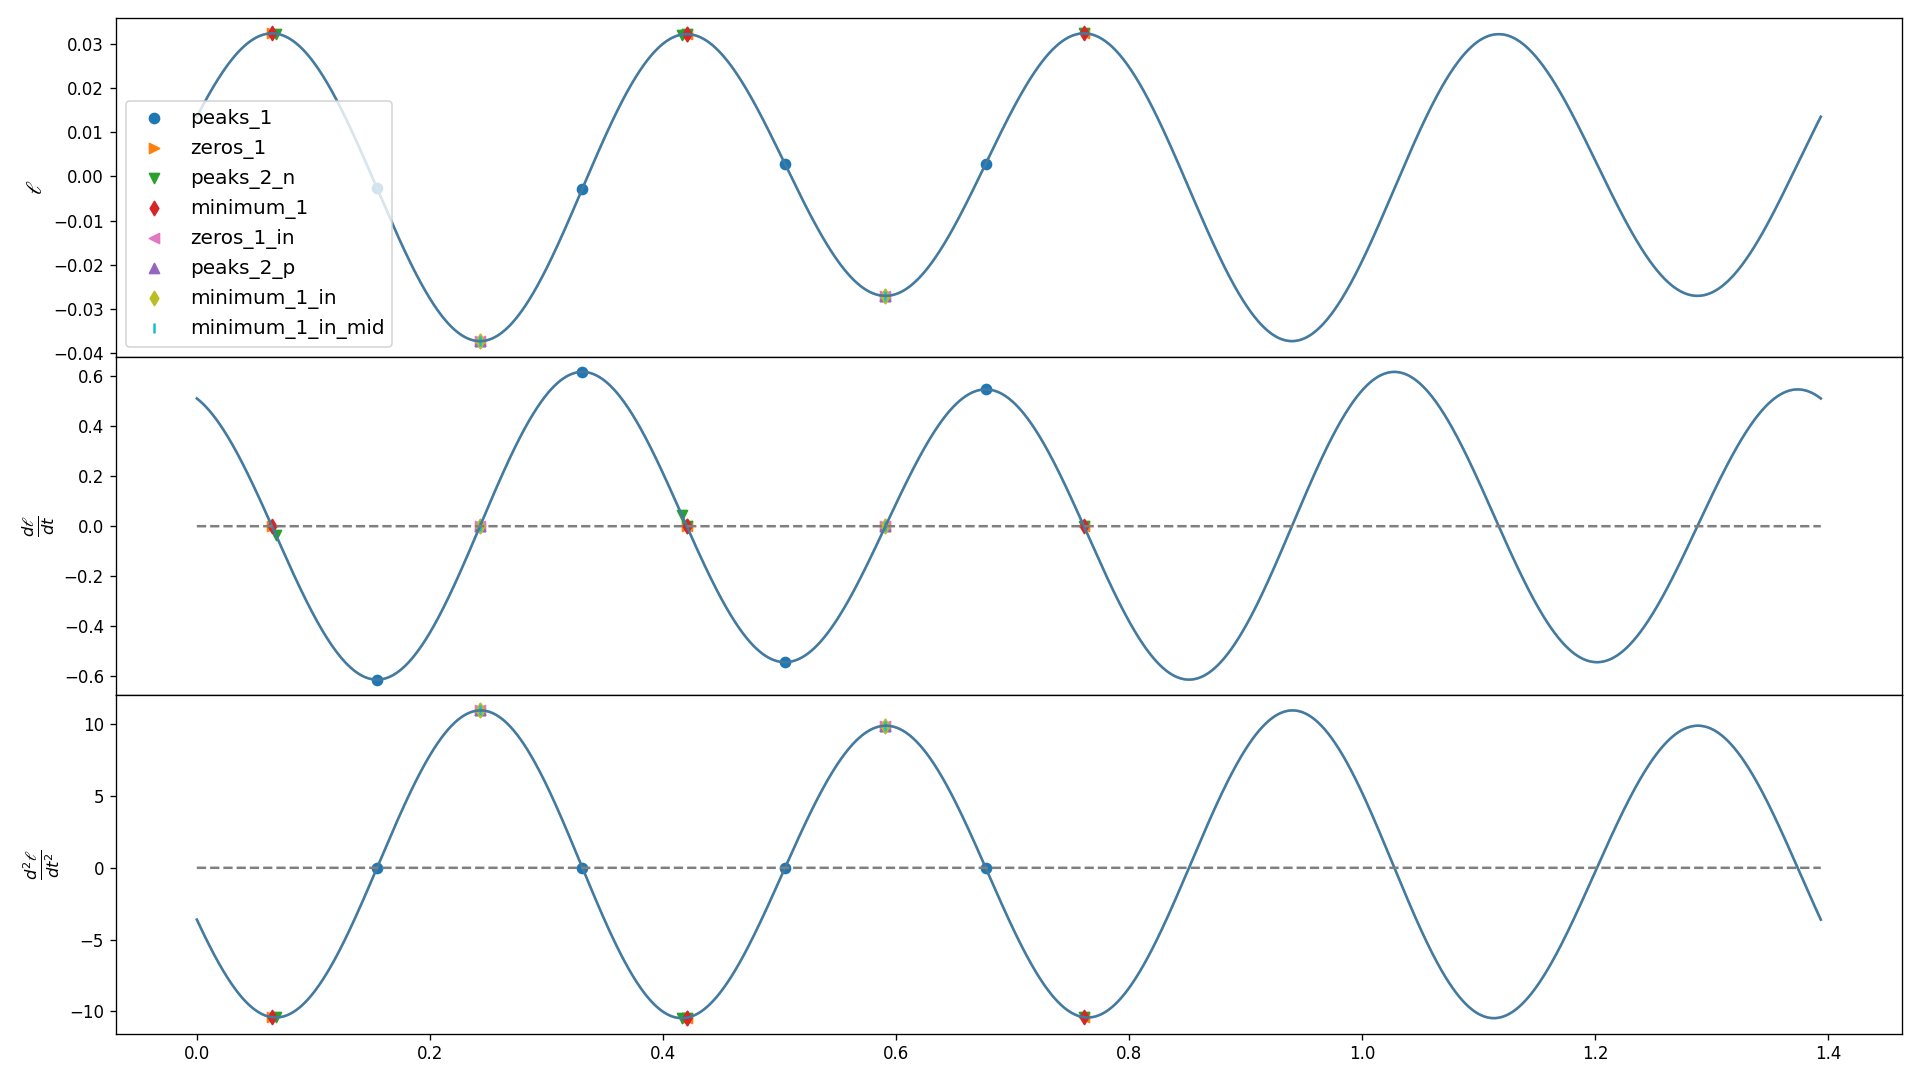 0.03
0.02
0.01
0.00
−0.01
−0.02
−0.03
−0.04
ℓ
peaks_1
zeros_1
peaks_2_n
minimum_1
zeros_1_in
peaks_2_p
minimum_1_in
minimum_1_in_mid
0.6
0.4
0.2
0.0
−0.2
−0.4
−0.6
dℓ
dt
10
5
0
−5
−10
d²ℓ
dt²
0.0 0.2 0.4 0.6 0.8 1.0 1.2 1.4